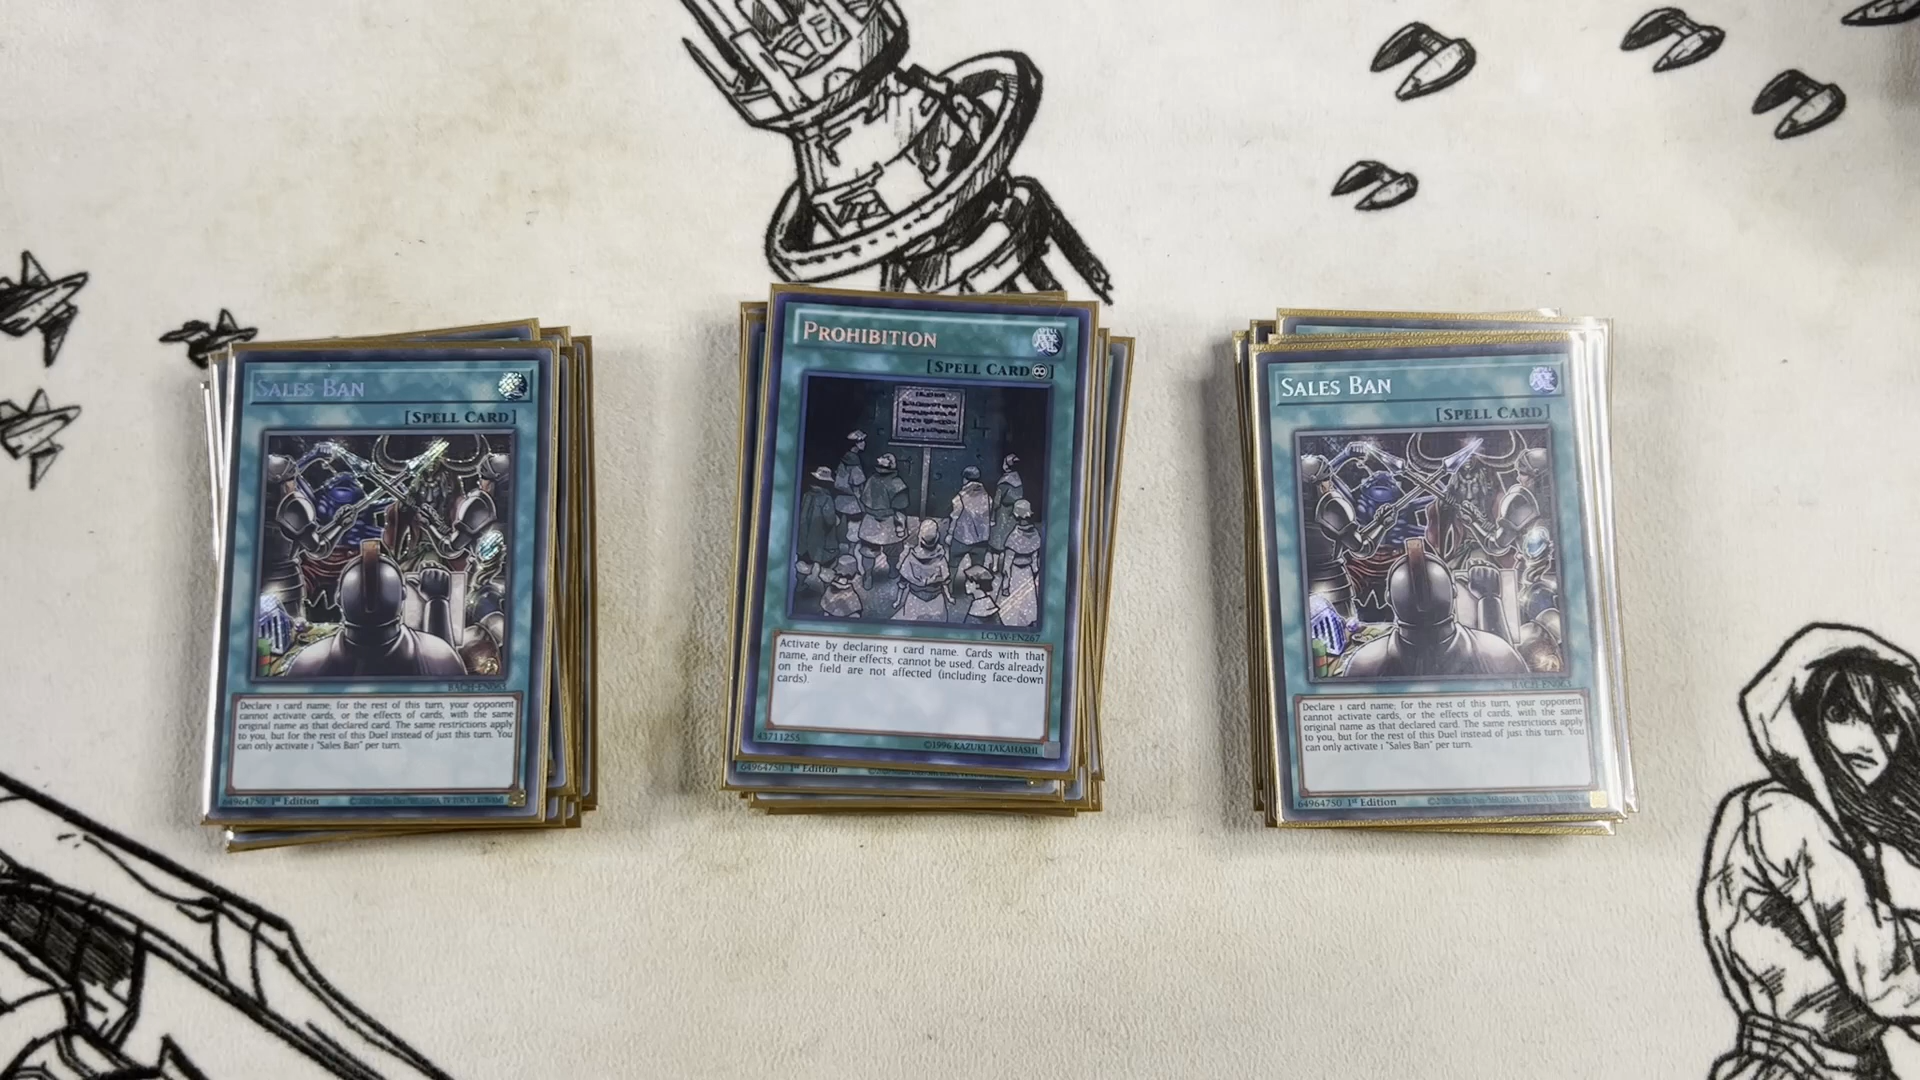 SALES BAN
[SPELL CARD]
BACH-EN063
Declare 1 card name; for the rest of this turn, your opponent
cannot activate cards, or the effects of cards, with the same
original name as that declared card. The same restrictions apply
to you, but for the rest of this Duel instead of just this turn. You
can only activate 1 "Sales Ban" per turn.
64964750 1st Edition
PROHIBITION
[SPELL CARD
]
LCYW-EN267
Activate by declaring 1 card name. Cards with that
name, and their effects, cannot be used. Cards already
on the field are not affected (including face-down
cards).
43711255
©1996 KAZUKI TAKAHASHI
64964750 1st Edition
SALES BAN
[SPELL CARD]
BACH-EN063
Declare 1 card name; for the rest of this turn, your opponent
cannot activate cards, or the effects of cards, with the same
original name as that declared card. The same restrictions apply
to you, but for the rest of this Duel instead of just this turn. You
can only activate 1 "Sales Ban" per turn.
64964750 1st Edition